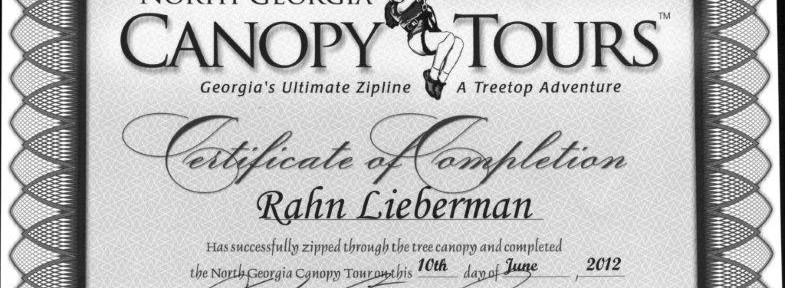 NORTH GEORGIA
CANOPY TOURS™
Georgia's Ultimate Zipline A Treetop Adventure
Certificate of Completion
Rahn Lieberman
Has successfully zipped through the tree canopy and completed
the North Georgia Canopy Tour on this 10th day of June , 2012